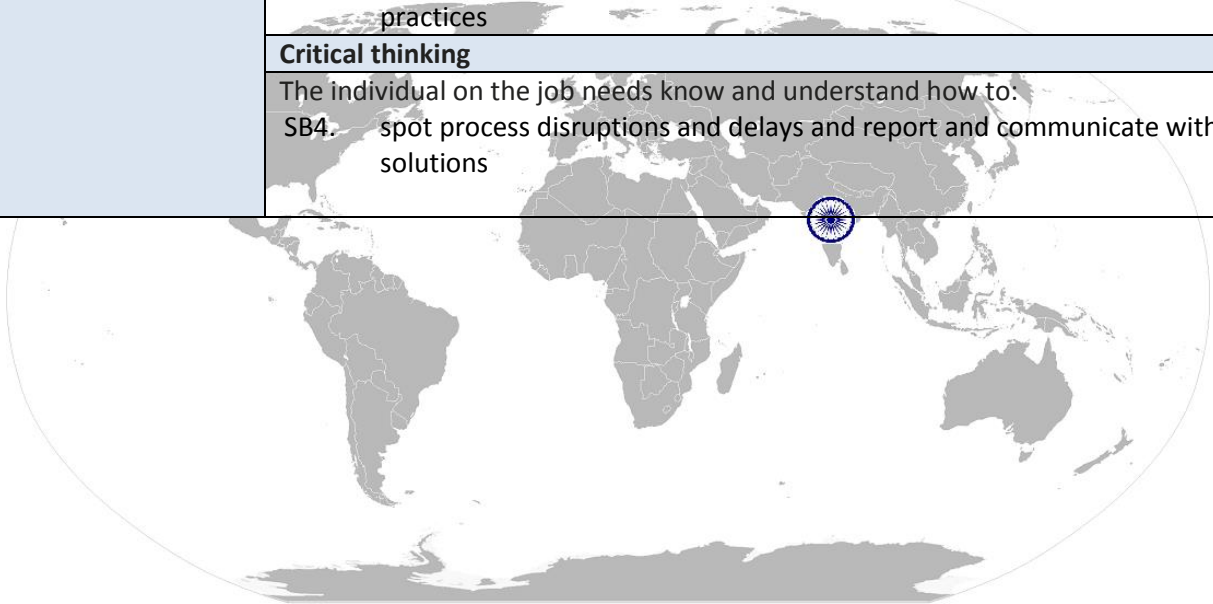 practices
Critical thinking
The individual on the job needs know and understand how to:
SB4. spot process disruptions and delays and report and communicate with
solutions